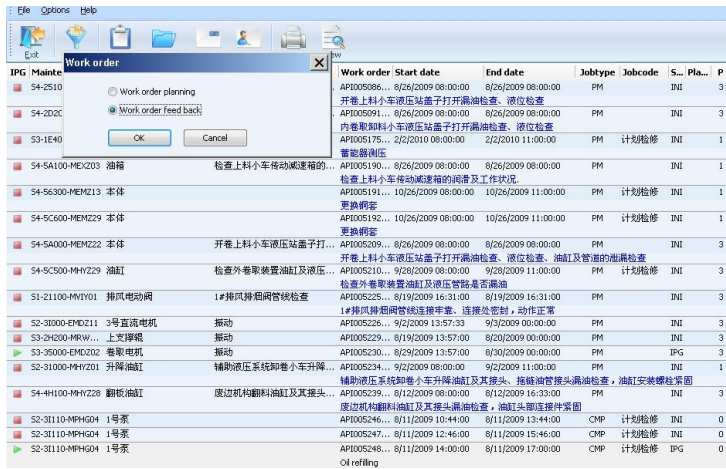 File Options Help
Exit
Work order
Work order planning
Work order feed back
OK Cancel
IPG Mainte Work order Start date End date Jobtype Jobcode S... Pla... P
S4-2S10 API005086... 8/26/2009 08:00:00 8/26/2009 08:00:00 PM INI 3
开卷上料小车液压站盖子打开漏油检查、液位检查
S4-2D20 API005091... 8/26/2009 08:00:00 8/26/2009 08:00:00 PM INI 3
内卷取卸料小车液压站盖子打开漏油检查、液位检查
S3-1E40 API005175... 2/2/2010 08:00:00 2/2/2010 11:00:00 PM 计划检修 INI 1
蓄能器测压
S4-5A100-MEXZ03 油箱 检查上料小车传动减速箱的... API005190... 8/26/2009 08:00:00 8/26/2009 08:00:00 PM INI 1
检查上料小车传动减速箱的润滑及工作状况.
S4-56300-MEMZ13 本体 API005191... 10/26/2009 08:00:00 10/26/2009 11:00:00 PM 计划检修 INI 1
更换铜套
S4-5C600-MEMZ29 本体 API005192... 10/26/2009 08:00:00 10/26/2009 11:00:00 PM 计划检修 INI 1
更换铜套
S4-5A000-MEMZ22 本体 开卷上料小车液压站盖子打... API005209... 8/26/2009 08:00:00 8/26/2009 08:00:00 PM INI 3
开卷上料小车液压站盖子打开漏油检查、液位检查、油缸及管道的泄漏检查
S4-5C500-MHYZ29 油缸 检查外卷取装置油缸及液压... API005210... 9/28/2009 08:00:00 9/28/2009 11:00:00 PM 计划检修 INI 3
检查外卷取装置油缸及液压管路是否漏油
S1-21100-MVIY01 排风电动阀 1#排风排烟阀管线检查 API005225... 8/19/2009 16:31:00 8/19/2009 16:31:00 PM INI 3
1#排风排烟阀管线连接牢靠、连接处密封，动作正常
S2-3I000-EMDZ11 3号直流电机 振动 API005226... 9/2/2009 13:57:33 9/3/2009 00:00:00 PM INI 3
S3-2H200-MRW... 上支撑辊 振动 API005229... 8/19/2009 13:57:00 8/20/2009 00:00:00 PM INI 3
S3-35000-EMDZ02 卷取电机 振动 API005230... 8/29/2009 13:57:00 8/30/2009 00:00:00 PM IPG 3
S2-31000-MHYZ01 升降油缸 辅助液压系统卸卷小车升降... API005234... 9/2/2009 08:00:00 9/2/2009 11:00:00 PM INI 1
辅助液压系统卸卷小车升降油缸及其接头、拖链油管接头漏油检查，油缸安装螺栓紧固
S4-4H100-MHYZ28 翻板油缸 废边机构翻料油缸及其接头... API005239... 8/12/2009 08:00:00 8/12/2009 16:33:00 PM INI 3
废边机构翻料油缸及其接头漏油检查，油缸头部连接件紧固
S2-3I110-MPHG04 1号泵 API005246... 8/11/2009 10:44:00 8/11/2009 13:44:00 CMP 计划检修 INI 0
S2-3I110-MPHG04 1号泵 API005247... 8/11/2009 12:46:00 8/11/2009 15:46:00 CMP 计划检修 INI 0
S2-3I110-MPHG04 1号泵 API005248... 8/11/2009 14:00:00 8/11/2009 17:00:00 CMP 计划检修 IPG 0
Oil refilling